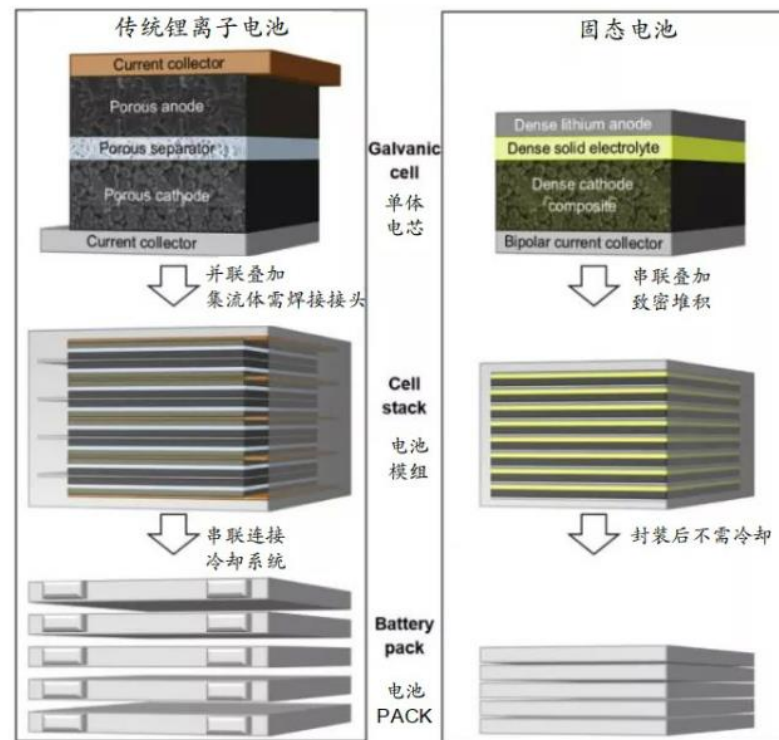 传统锂离子电池
Current collector
Porous anode
Porous separator
Porous cathode
Current collector
并联叠加
集流体需焊接接头
串联连接
冷却系统
Galvanic
cell
单体
电芯
Cell
stack
电池
模组
Battery
pack
电池
PACK
固态电池
Dense lithium anode
Dense solid electrolyte
Dense cathode
composite
Bipolar current collector
串联叠加
致密堆积
封装后不需冷却